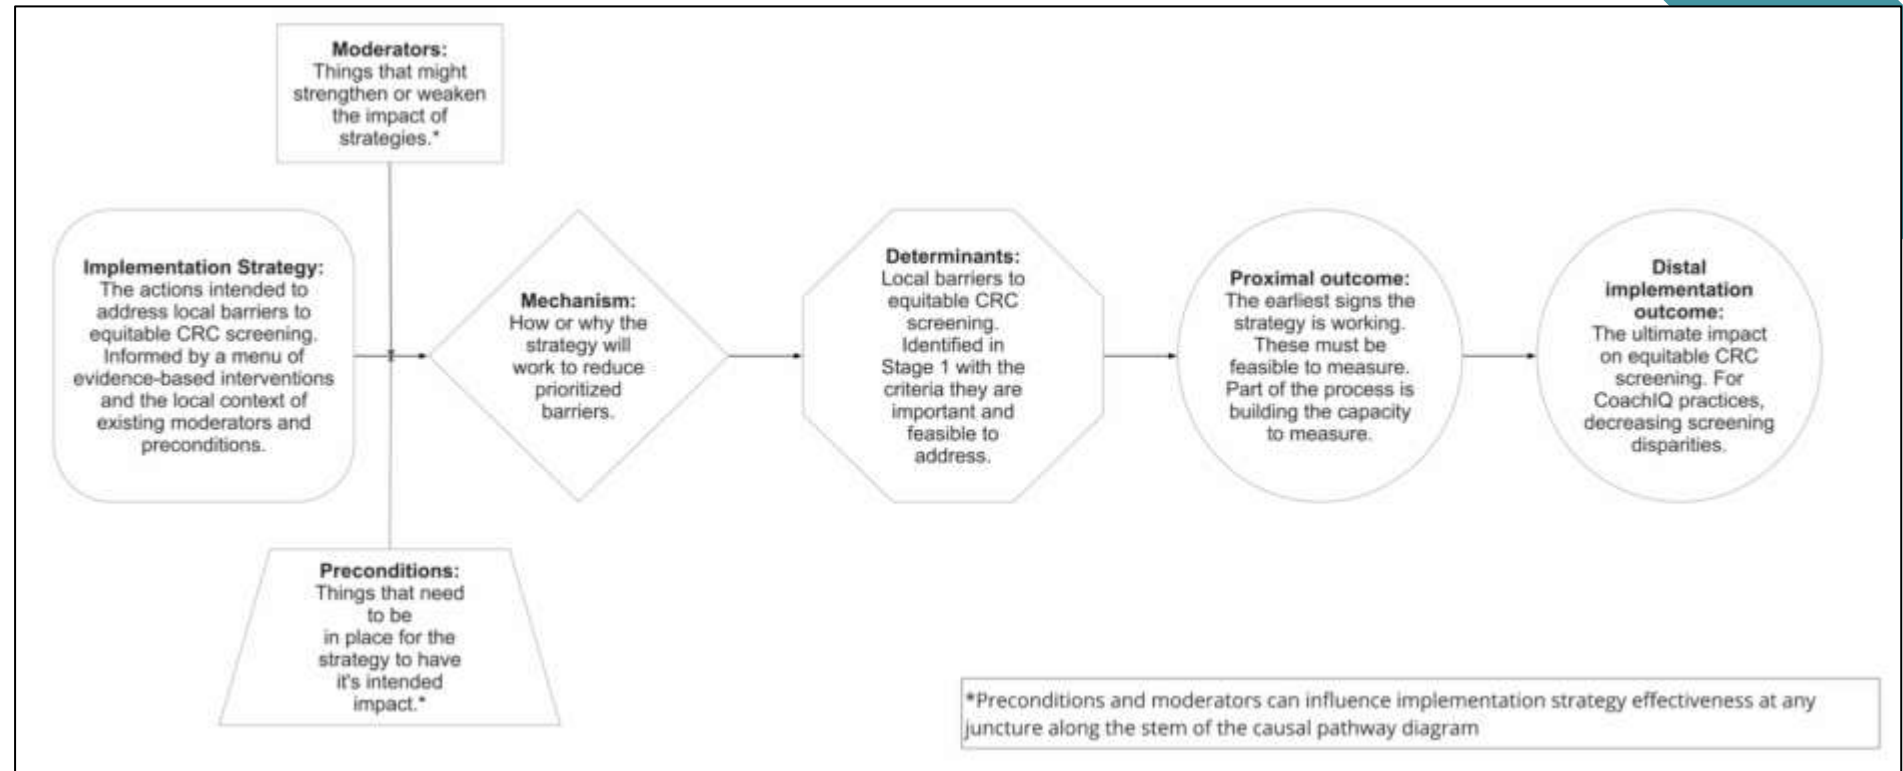 Moderators:
Things that might
strengthen or weaken
the impact of
strategies.*
Implementation Strategy:
The actions intended to
address local barriers to
equitable CRC screening.
Informed by a menu of
evidence-based interventions
and the local context of
existing moderators and
preconditions.
Mechanism:
How or why the
strategy will
work to reduce
prioritized
barriers.
Determinants:
Local barriers to
equitable CRC
screening.
Identified in
Stage 1 with the
criteria they are
important and
feasible to
address.
Proximal outcome:
The earliest signs the
strategy is working.
These must be
feasible to measure.
Part of the process is
building the capacity
to measure.
Distal
implementation
outcome:
The ultimate impact
on equitable CRC
screening. For
CoachIQ practices,
decreasing screening
disparities.
Preconditions:
Things that need
to be
in place for the
strategy to have
it's intended
impact.*
*Preconditions and moderators can influence implementation strategy effectiveness at any
juncture along the stem of the causal pathway diagram